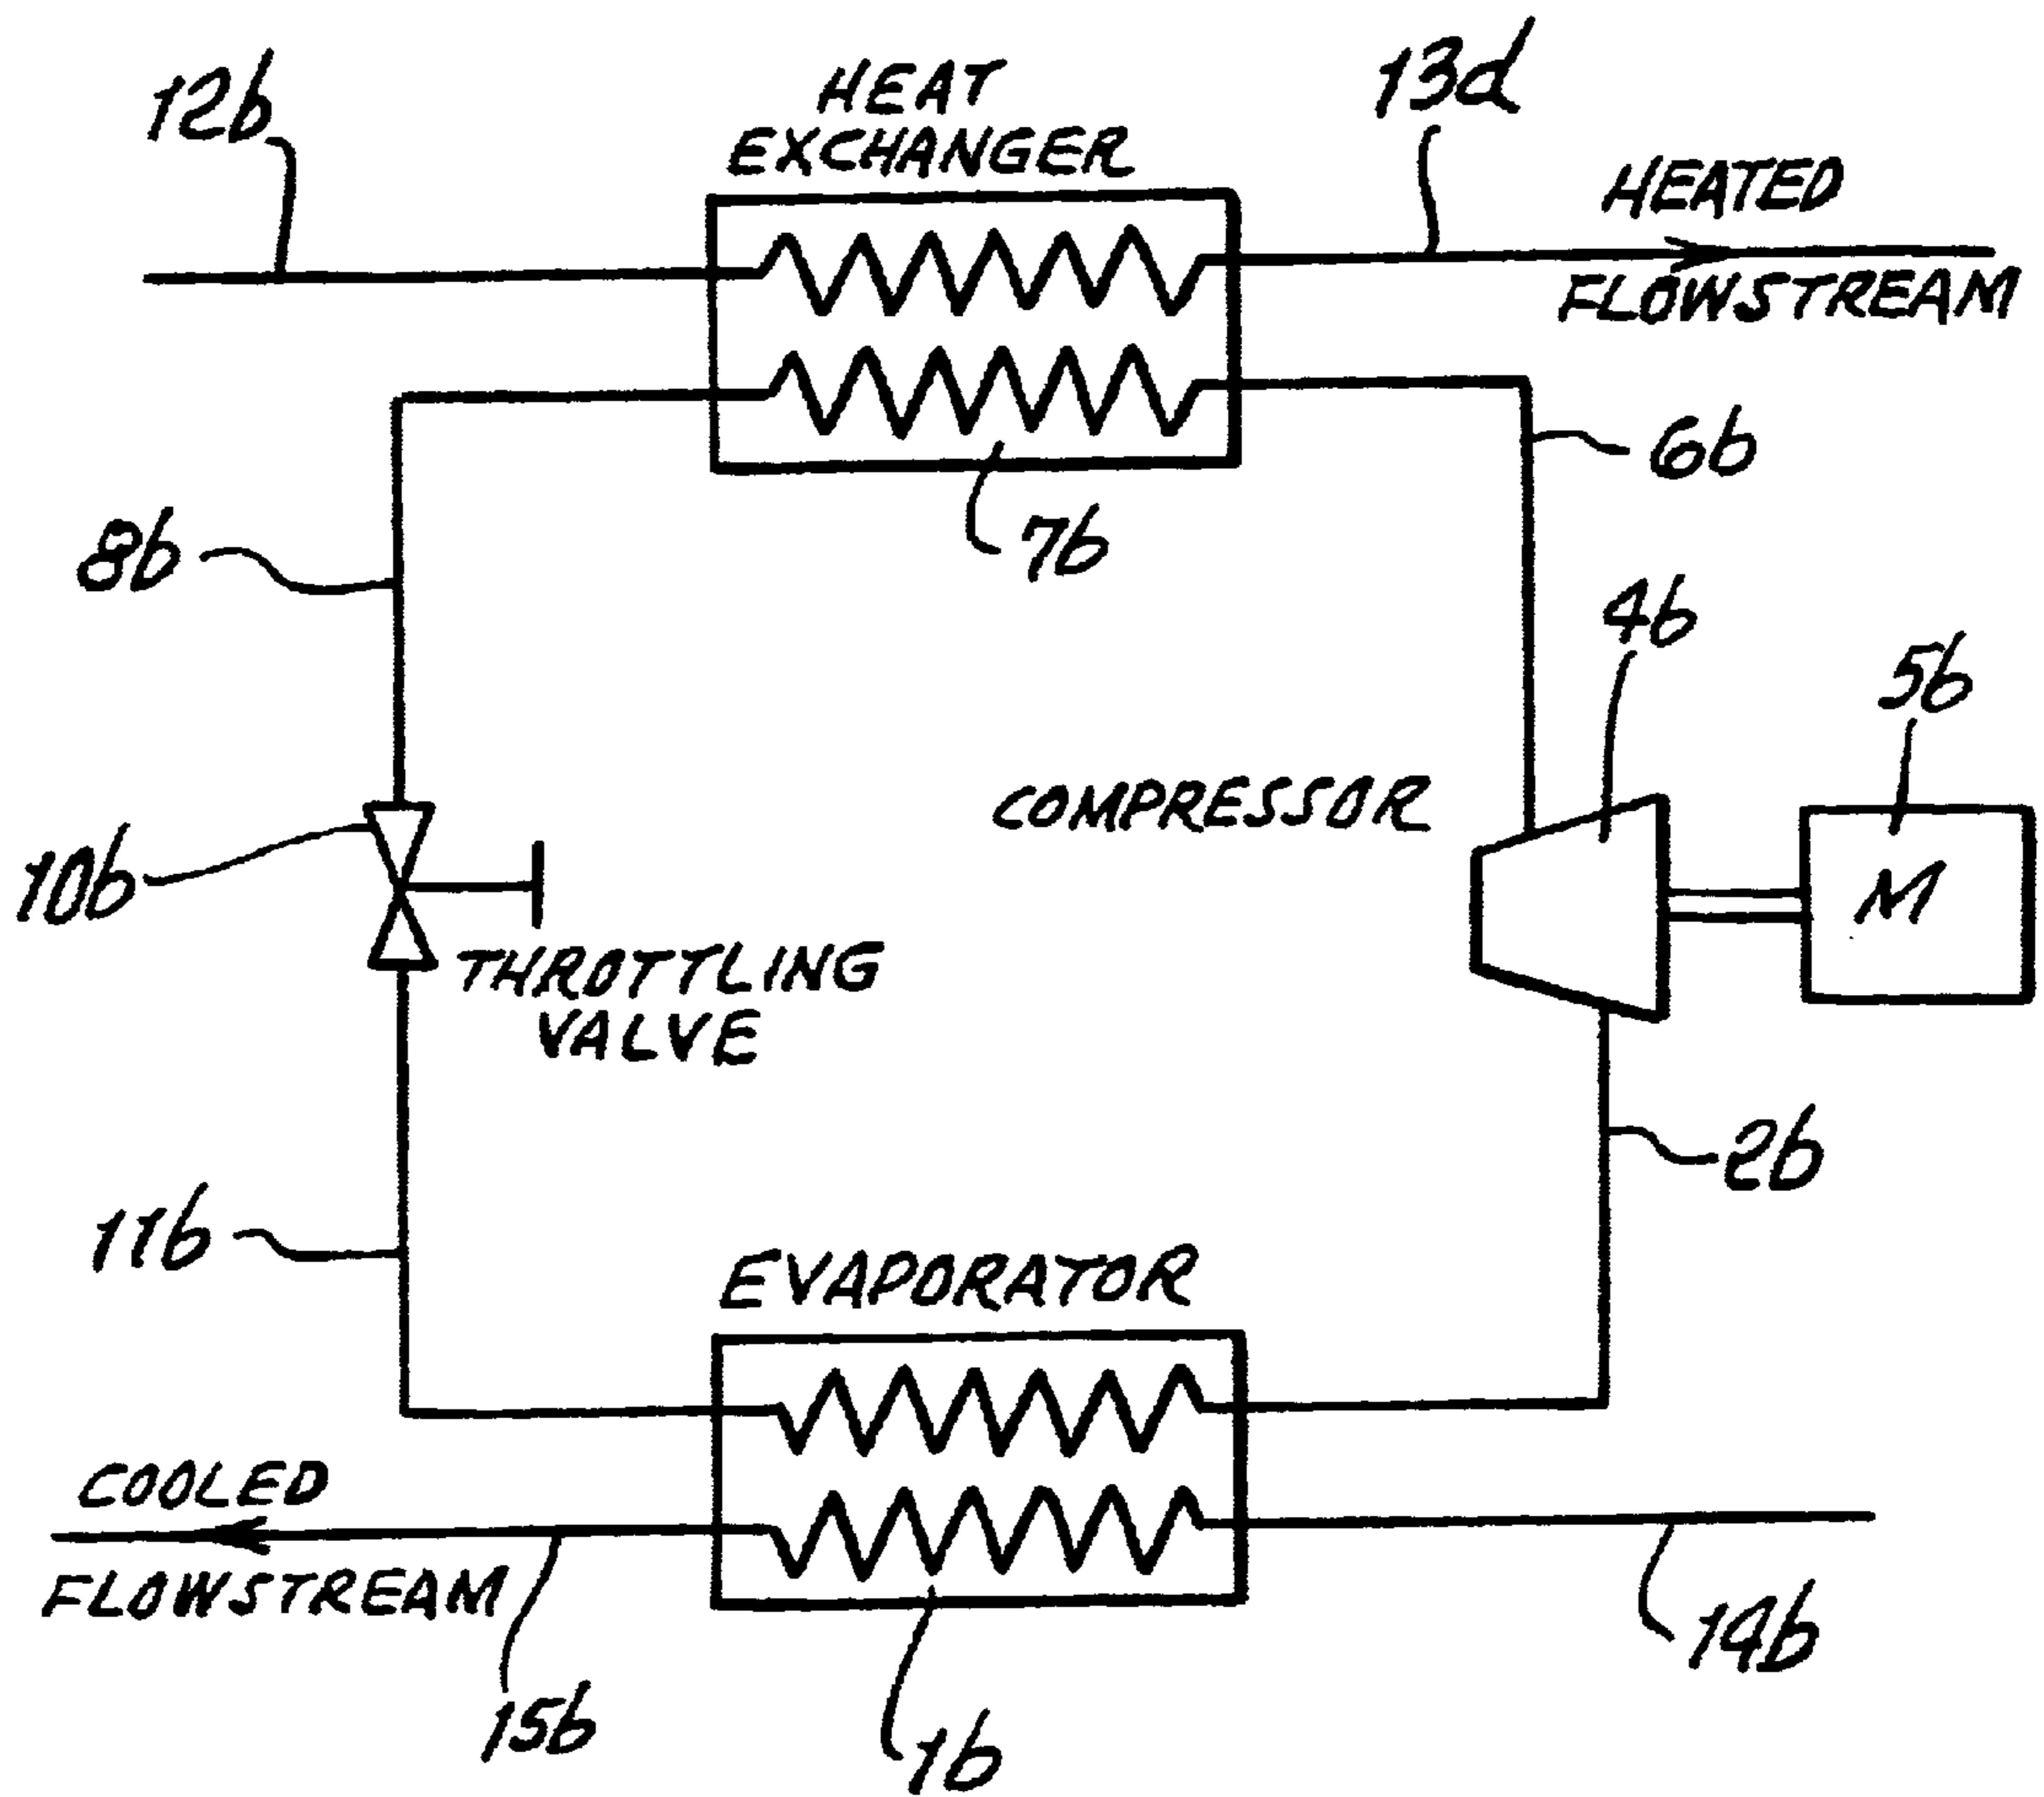 12b
HEAT
EXCHANGER
13d
HEATED
FLOWSTREAM
6b
7b
8b
4b
5b
COMPRESSOR
M
10b
THROTTLING
VALVE
2b
11b
EVAPORATOR
COOLED
FLOWSTREAM
14b
15b
1b